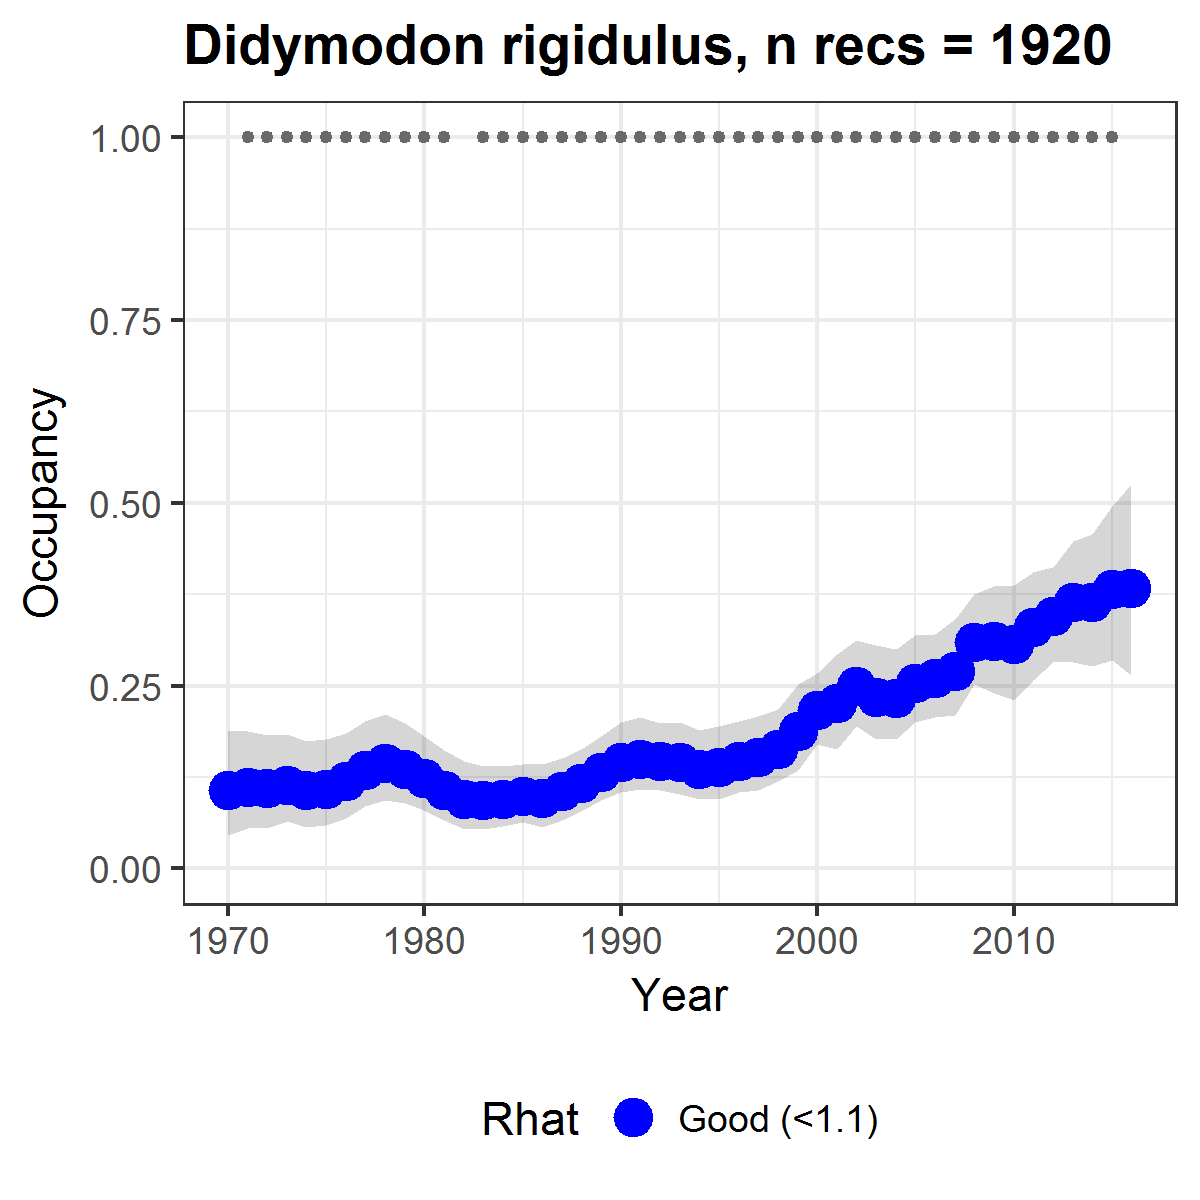 Didymodon rigidulus, n recs = 1920
1.00
0.75
0.50
0.25
0.00
Occupancy
1970 1980 1990 2000 2010
Year
Rhat Good (<1.1)